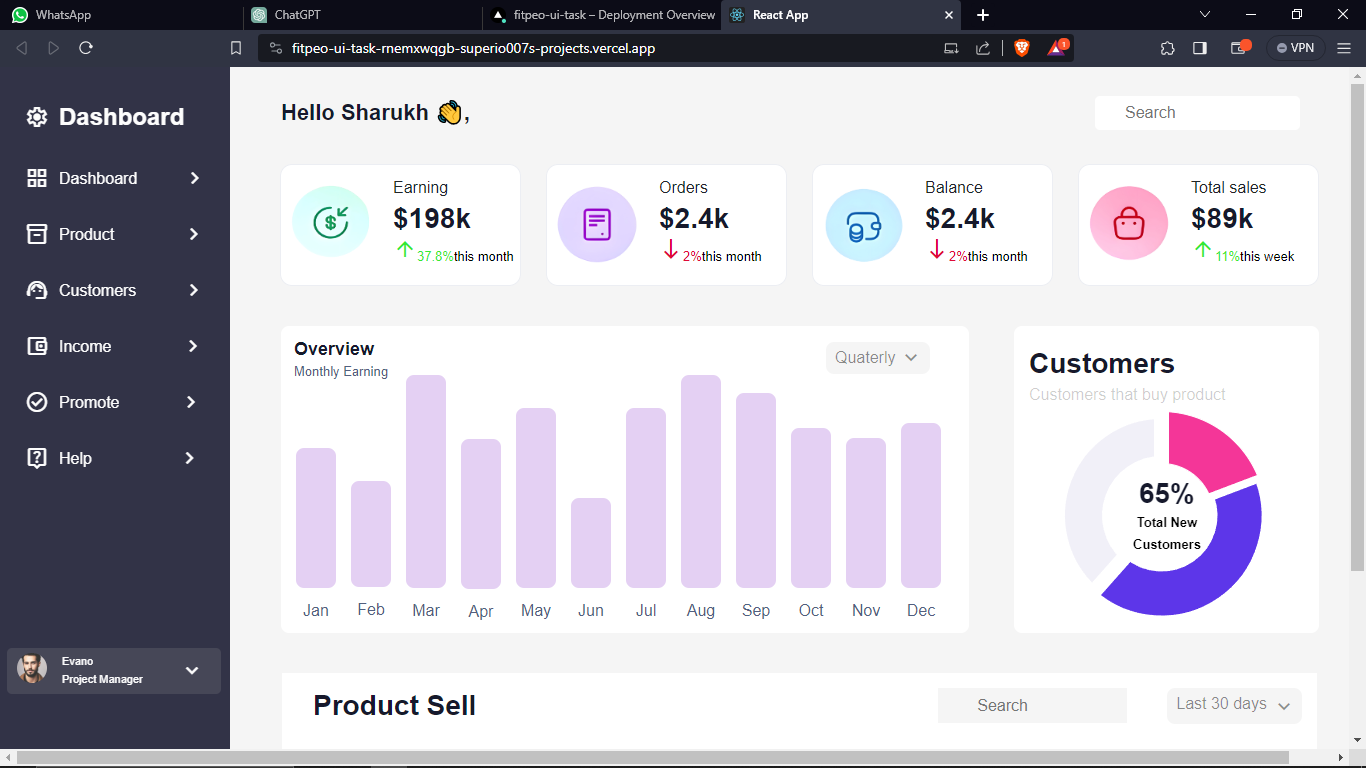 WhatsApp
ChatGPT
fitpeo-ui-task – Deployment Overview
React App
fitpeo-ui-task-rnemxwqgb-superio007s-projects.vercel.app
1
VPN
Dashboard
Dashboard
Product
Customers
Income
Promote
Help
Evano
Project Manager
Hello Sharukh 👋,
Search
Earning
$198k
37.8%this month
Orders
$2.4k
2%this month
Balance
$2.4k
2%this month
Total sales
$89k
11%this week
Overview
Monthly Earning
Quaterly
Jan Feb Mar Apr May Jun Jul Aug Sep Oct Nov Dec
Customers
Customers that buy product
65%
Total New
Customers
Product Sell
Search
Last 30 days